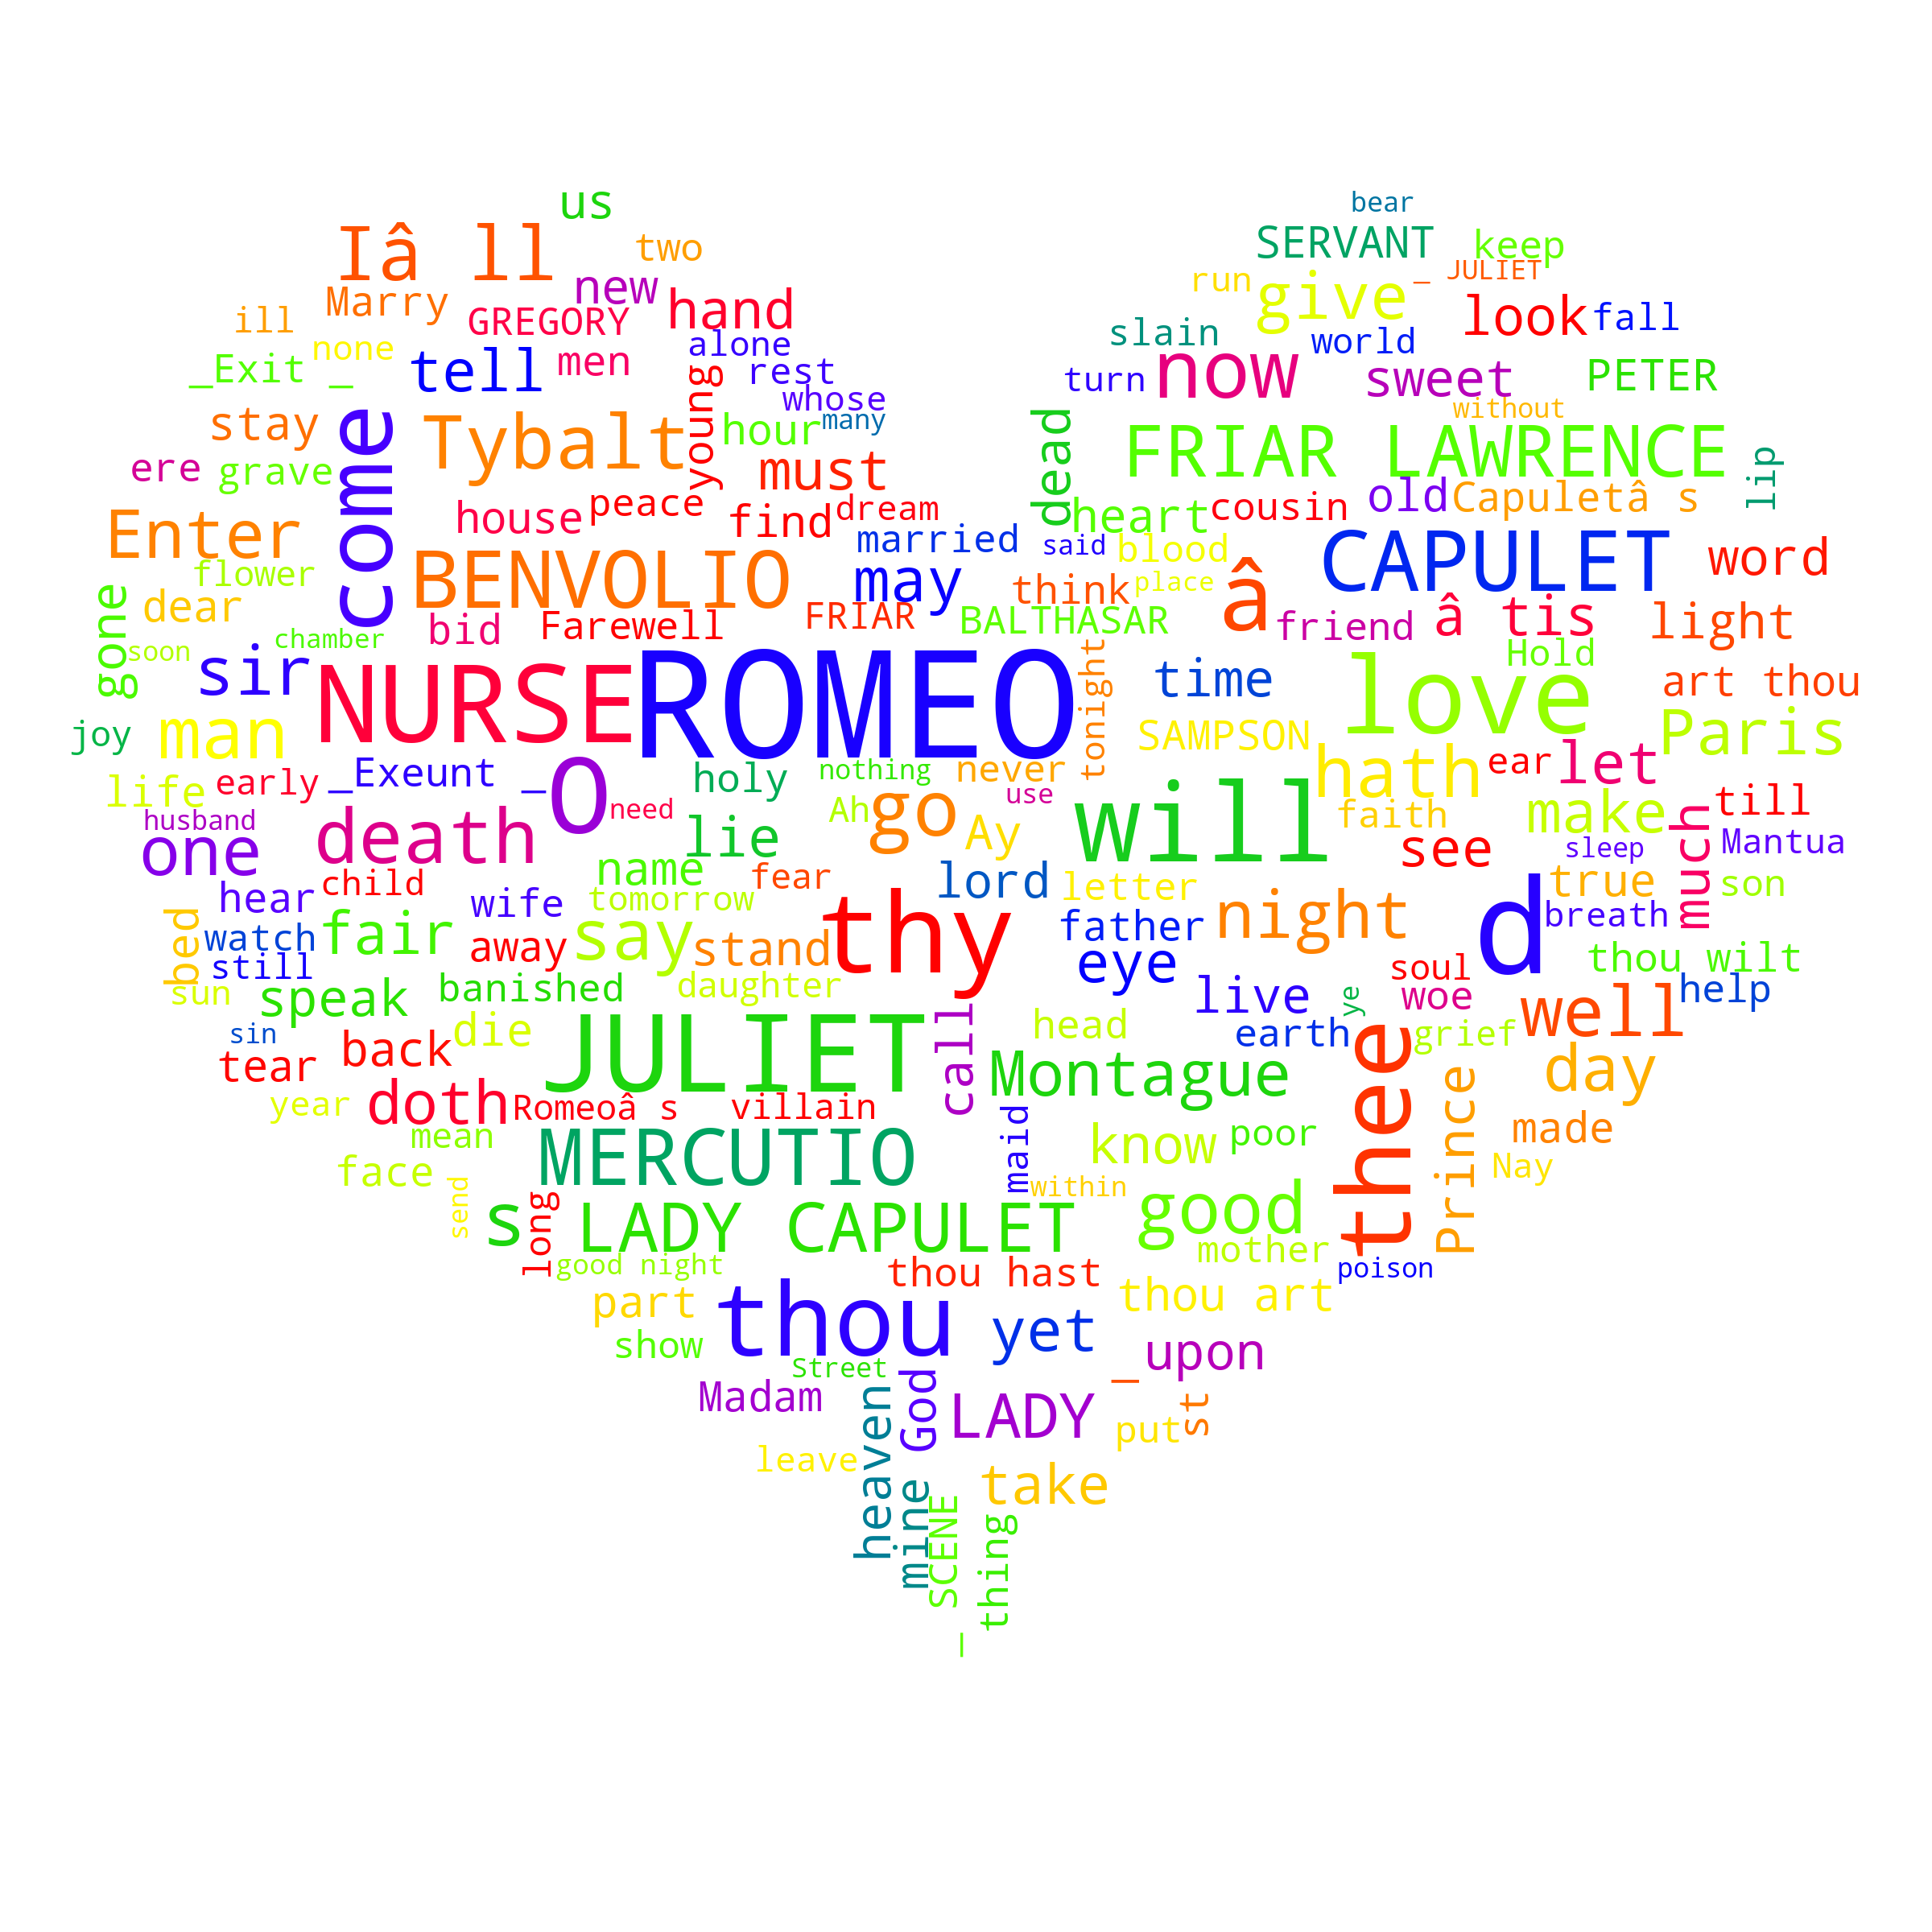 us
bear
Iâ ll
two
SERVANT
keep
new
run
give
_ JULIET
Marry
hand
look
fall
ill
GREGORY
slain
world
none
alone
_Exit _
tell
men
rest
turn
now
sweet
PETER
young
whose
without
stay
come
Tybalt
hour
many
dead
FRIAR LAWRENCE
ere
grave
must
lip
peace
dream
heart
cousin
old
Capuletâ s
Enter
house
find
married
said
blood
CAPULET
word
flower
BENVOLIO
may
think
place
â
gone
dear
bid
Farewell
FRIAR
BALTHASAR
friend
â tis
light
chamber
soon
sir
NURSE
ROMEO
tonight
time
love
Hold
art thou
joy
man
SAMPSON
Paris
life
early
_Exeunt _
O
holy
nothing
never
hath
ear
let
husband
need
Ah
go
use
will
faith
make
much
till
one
death
lie
Ay
see
sleep
Mantua
hear
child
wife
name
tomorrow
fear
lord
letter
true
son
bed
watch
fair
away
say
stand
thy
father
night
d
breath
still
eye
soul
thou wilt
sun
speak
banished
daughter
live
ye
woe
well
help
sin
tear
back
die
JULIET
call
head
earth
grief
Montague
thee
day
year
doth
Romeoâ s
villain
Prince
mean
MERCUTIO
maid
know
poor
made
face
send
within
Nay
s
long
LADY CAPULET
good
mother
good night
thou hast
poison
part
thou
yet
thou art
show
Street
_
upon
Madam
heaven
God
LADY
st
put
leave
mine
take
_ SCENE
thing